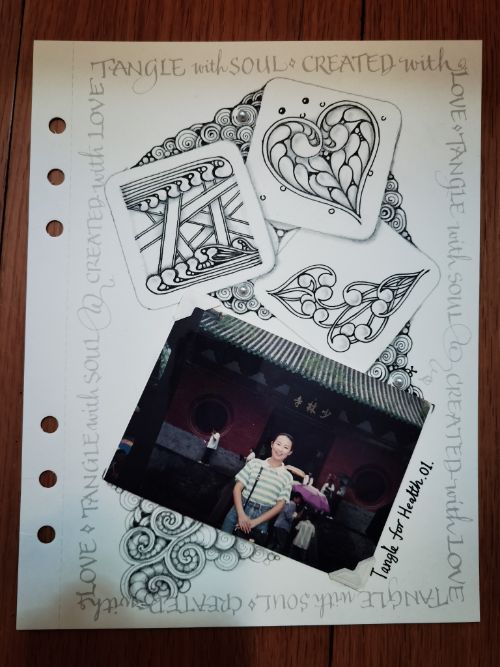 TANGLE with SOUL ⬦ CREATED with
LOVE ⬦ TANGLE with SOUL & CREATED with LOVE
TANGLE with SOUL ⬦ CREATED with
LOVE ⬦ TANGLE with SOUL & CREATED with LOVE
少林寺
Tangle for Health.01.